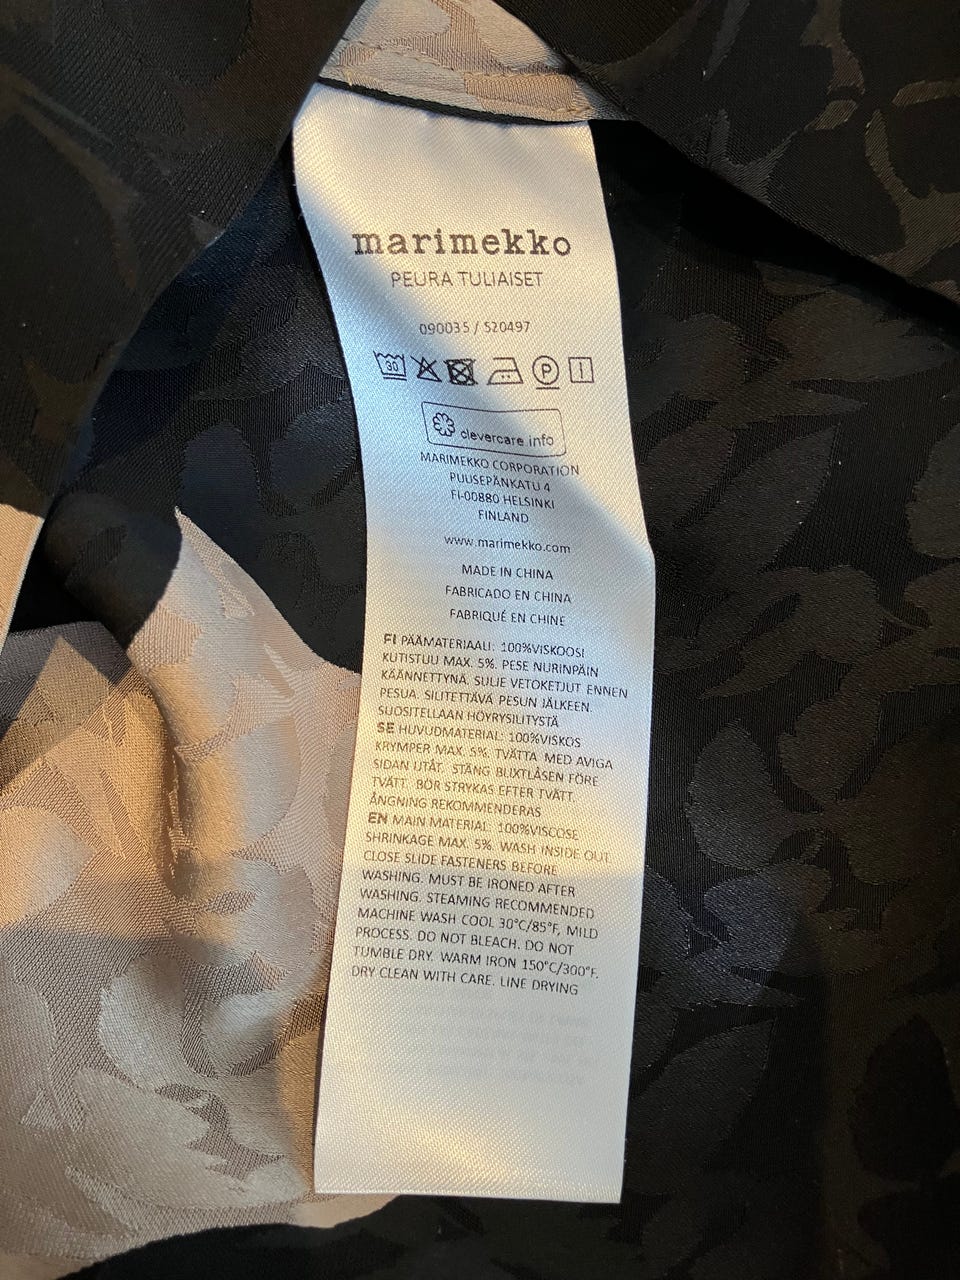 marimekko
PEURA TULIAISET
090035 / 520497
30 P
clevercare.info
MARIMEKKO CORPORATION
PUUSEPÄNKATU 4
FI-00880 HELSINKI
FINLAND
www.marimekko.com
MADE IN CHINA
FABRICADO EN CHINA
FABRIQUÉ EN CHINE
FI PÄÄMATERIAALI: 100%VISKOOSI
KUTISTUU MAX. 5%. PESE NURINPÄIN
KÄÄNNETTYNÄ. SULJE VETOKETJUT ENNEN
PESUA. SILITETTÄVÄ PESUN JÄLKEEN.
SUOSITELLAAN HÖYRYSILITYSTÄ
SE HUVUDMATERIAL: 100%VISKOS
KRYMPER MAX. 5%. TVÄTTA MED AVIGA
SIDAN UTÅT. STÄNG BLIXTLÅSEN FÖRE
TVÄTT. BÖR STRYKAS EFTER TVÄTT.
ÅNGNING REKOMMENDERAS
EN MAIN MATERIAL: 100%VISCOSE
SHRINKAGE MAX. 5%. WASH INSIDE OUT.
CLOSE SLIDE FASTENERS BEFORE
WASHING. MUST BE IRONED AFTER
WASHING. STEAMING RECOMMENDED
MACHINE WASH COOL 30°C/85°F, MILD
PROCESS. DO NOT BLEACH. DO NOT
TUMBLE DRY. WARM IRON 150°C/300°F.
DRY CLEAN WITH CARE. LINE DRYING